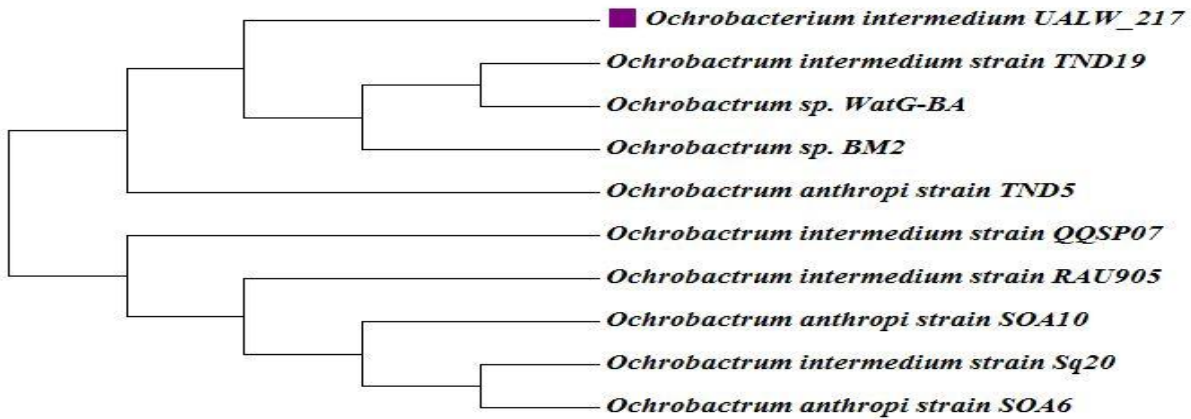 Ochrobacterium intermedium UALW_217
Ochrobactrum intermedium strain TND19
Ochrobactrum sp. WatG-BA
Ochrobactrum sp. BM2
Ochrobactrum anthropi strain TND5
Ochrobactrum intermedium strain QQSP07
Ochrobactrum intermedium strain RAU905
Ochrobactrum anthropi strain SOA10
Ochrobactrum intermedium strain Sq20
Ochrobactrum anthropi strain SOA6